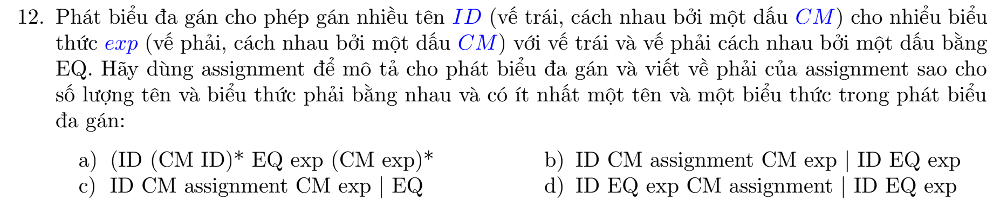 12. Phát biểu đa gán cho phép gán nhiều tên ID (vế trái, cách nhau bởi một dấu CM) cho nhiểu biểu
thức exp (vế phải, cách nhau bởi một dấu CM) với vế trái và vế phải cách nhau bởi một dấu bằng
EQ. Hãy dùng assignment để mô tả cho phát biểu đa gán và viết về phải của assignment sao cho
số lượng tên và biểu thức phải bằng nhau và có ít nhất một tên và một biểu thức trong phát biểu
đa gán:
a) (ID (CM ID)* EQ exp (CM exp)* b) ID CM assignment CM exp | ID EQ exp
c) ID CM assignment CM exp | EQ d) ID EQ exp CM assignment | ID EQ exp